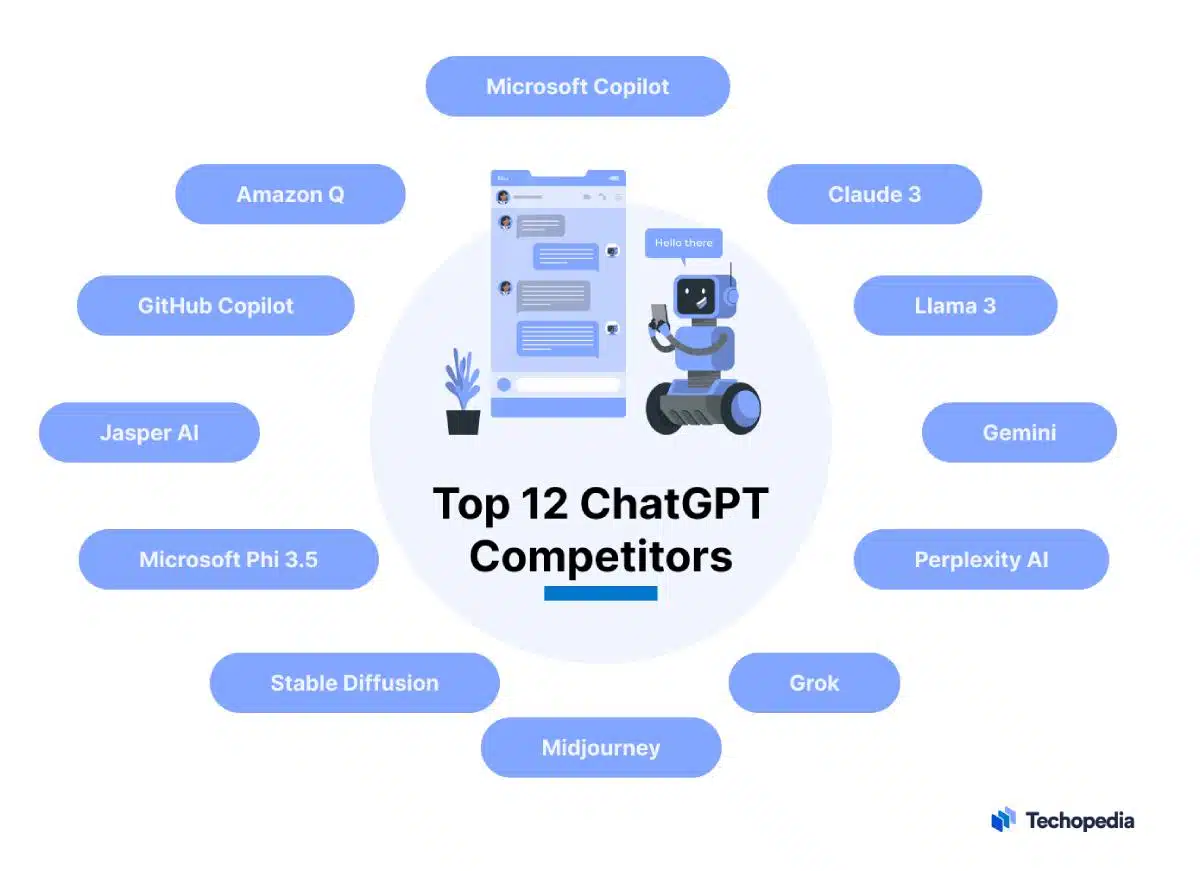 Microsoft Copilot
Amazon Q
Claude 3
Hello there
GitHub Copilot
Llama 3
Jasper AI
Gemini
Top 12 ChatGPT
Competitors
Microsoft Phi 3.5
Perplexity AI
Stable Diffusion
Grok
Midjourney
Techopedia